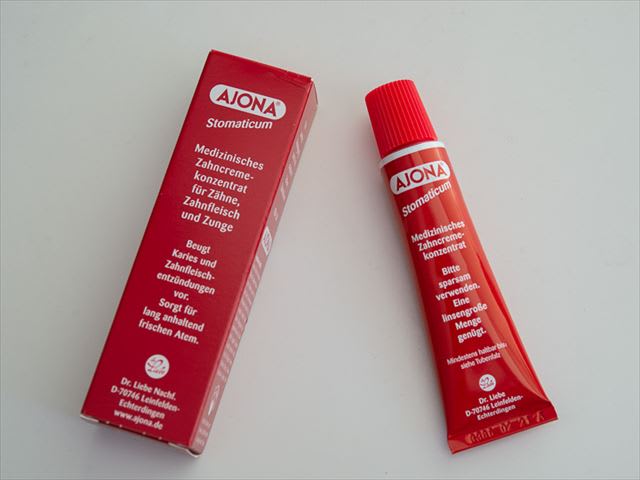 AJONA®
Stomaticum
Medizinisches
Zahncreme-
konzentrat
für Zähne,
Zahnfleisch
und Zunge
Beugt
Karies und
Zahnfleisch-
entzündungen
vor.
Sorgt für
lang anhaltend
frischen Atem.
Dr. Liebe Nachf.
D-70746 Leinfelden-
Echterdingen
www.ajona.de
AJONA®
Stomaticum
Medizinisches
Zahncreme-
konzentrat
Bitte
sparsam
verwenden.
Eine
linsengroße
Menge
genügt.
Mindestens haltbar bis:
siehe Tubenfalz
Dr. Liebe
D-70746 Leinfelden-
Echterdingen